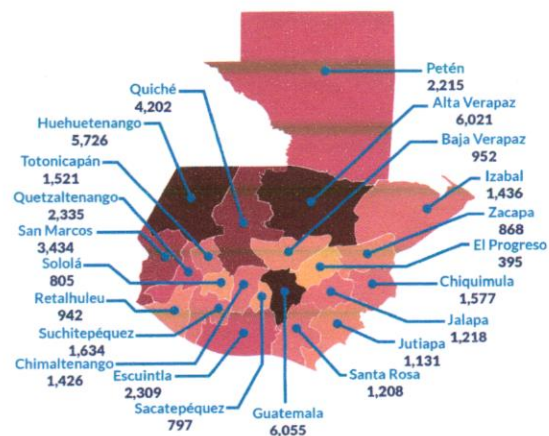 Petén
2,215
Quiché
4,202
Alta Verapaz
6,021
Huehuetenango
5,726
Baja Verapaz
952
Totonicapán
1,521
Izabal
1,436
Quetzaltenango
2,335
Zacapa
868
San Marcos
3,434
El Progreso
395
Sololá
805
Chiquimula
1,577
Retalhuleu
942
Jalapa
1,218
Suchitepéquez
1,634
Jutiapa
1,131
Chimaltenango
1,426
Escuintla
2,309
Santa Rosa
1,208
Sacatepéquez
797
Guatemala
6,055